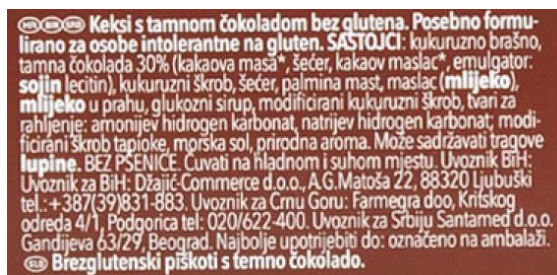 HR BIH SRB Keksi s tamnom čokoladom bez glutena. Posebno formu-
lirano za osobe intolerantne na gluten. SASTOJCI: kukuruzno brašno,
tamna čokolada 30% (kakaova masa*, šećer, kakaov maslac*, emulgator:
sojin lecitin), kukuruzni škrob, šećer, palmina mast, maslac (mlijeko),
mlijeko u prahu, glukozni sirup, modificirani kukuruzni škrob, tvari za
rahljenje: amonijev hidrogen karbonat, natrijev hidrogen karbonat; modi-
ficirani škrob tapioke, morska sol, prirodna aroma. Može sadržavati tragove
lupine. BEZ PŠENICE. Čuvati na hladnom i suhom mjestu. Uvoznik BiH:
Uvoznik za BiH: Džajić-Commerce d.o.o., A.G.Matoša 22, 88320 Ljubuški
tel.:+387(39)831-883. Uvoznik za Crnu Goru: Farmegra doo, Kritskog
odreda 4/1, Podgorica tel: 020/622-400. Uvoznik za Srbiju Santamed d.o.o.
Gandijeva 63/29, Beograd. Najbolje upotrijebiti do: označeno na ambalaži.
SLO Brezglutenski piškoti s temno čokolado.